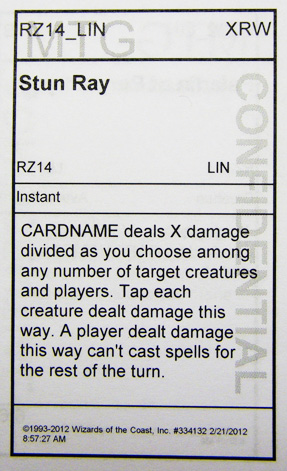 RZ14_LIN XRW
MTG
Stun Ray
CONFIDENTIAL
RZ14 LIN
Instant
CARDNAME deals X damage
divided as you choose among
any number of target creatures
and players. Tap each
creature dealt damage this
way. A player dealt damage
this way can't cast spells for
the rest of the turn.
©1993-2012 Wizards of the Coast, Inc. #334132 2/21/2012
8:57:27 AM